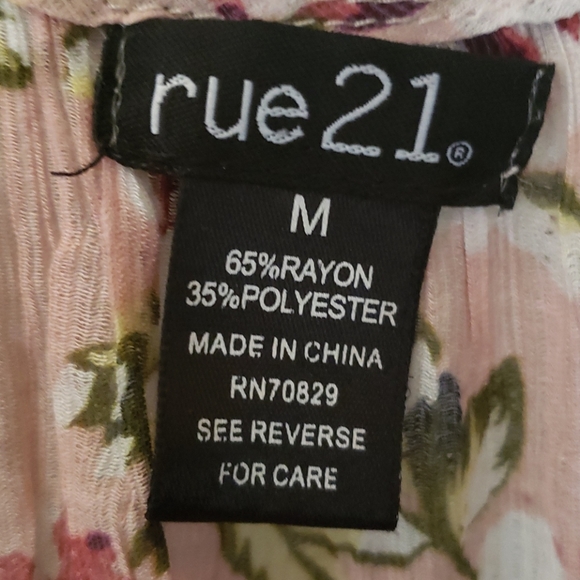 rue21®
M
65%RAYON
35%POLYESTER
MADE IN CHINA
RN70829
SEE REVERSE
FOR CARE